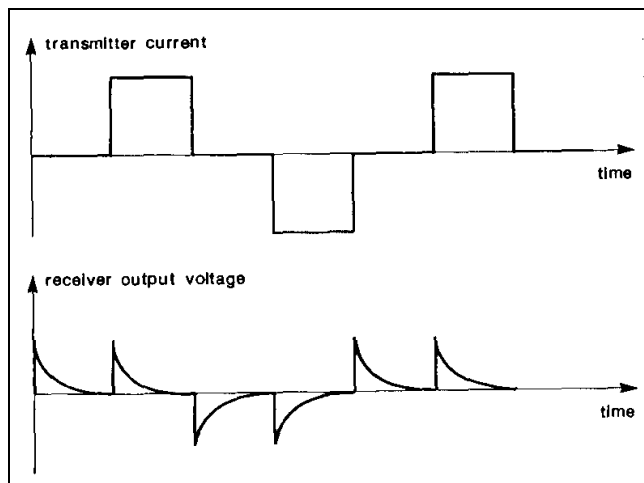 transmitter current
time
receiver output voltage
time